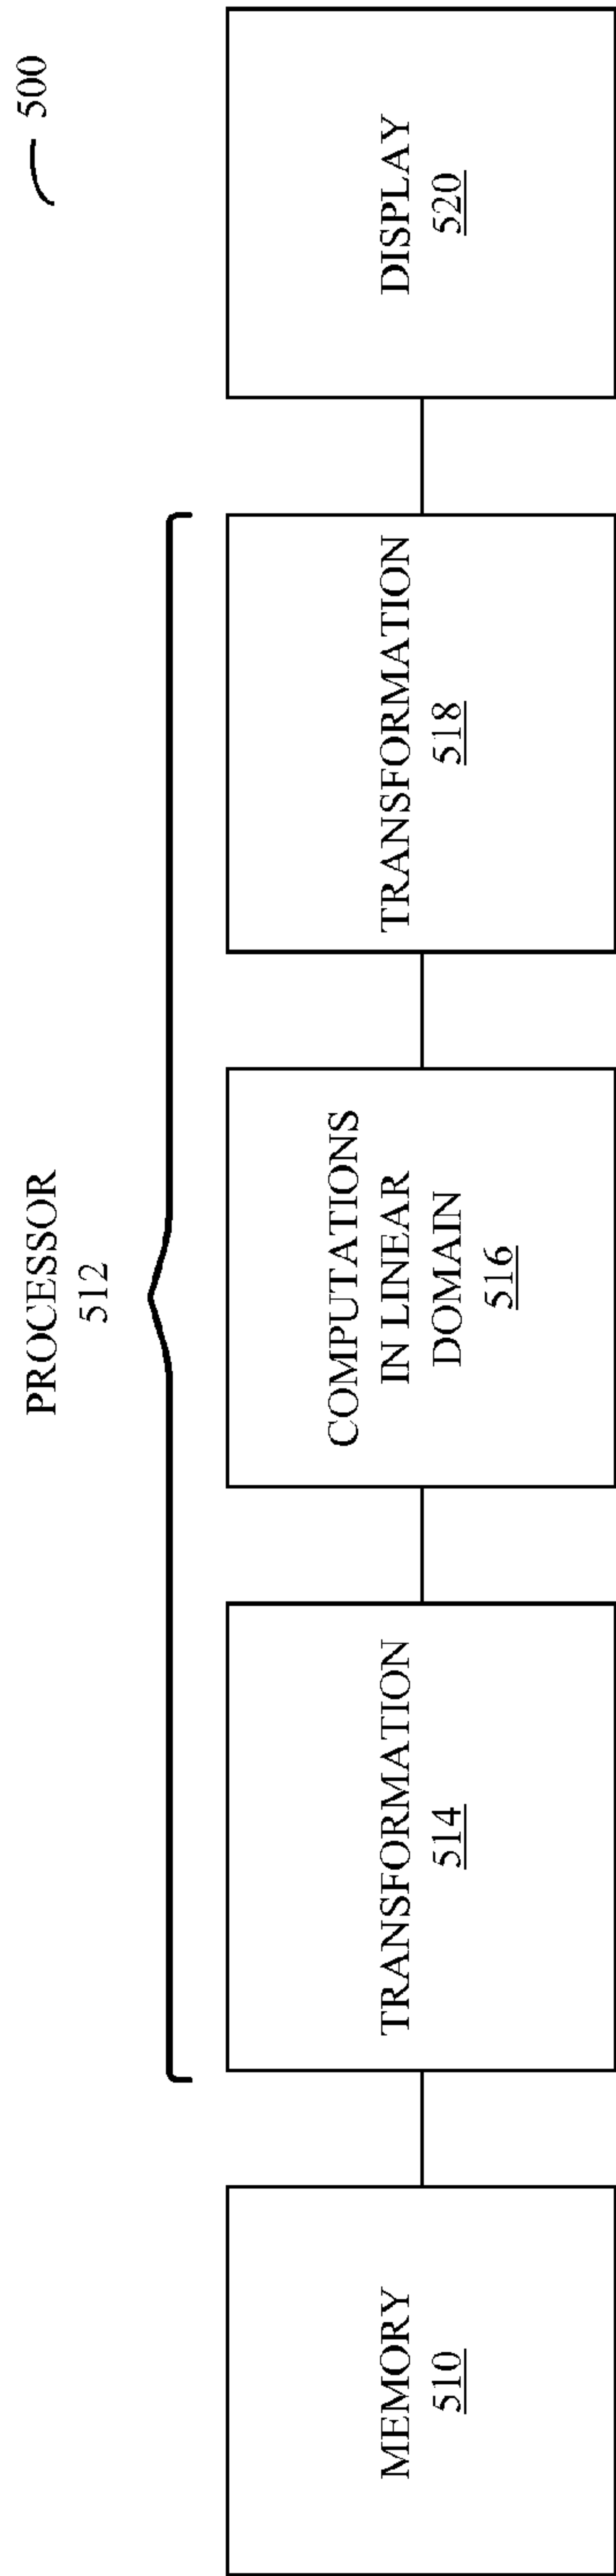 500
PROCESSOR
512
MEMORY
510
TRANSFORMATION
514
COMPUTATIONS
IN LINEAR
DOMAIN
516
TRANSFORMATION
518
DISPLAY
520